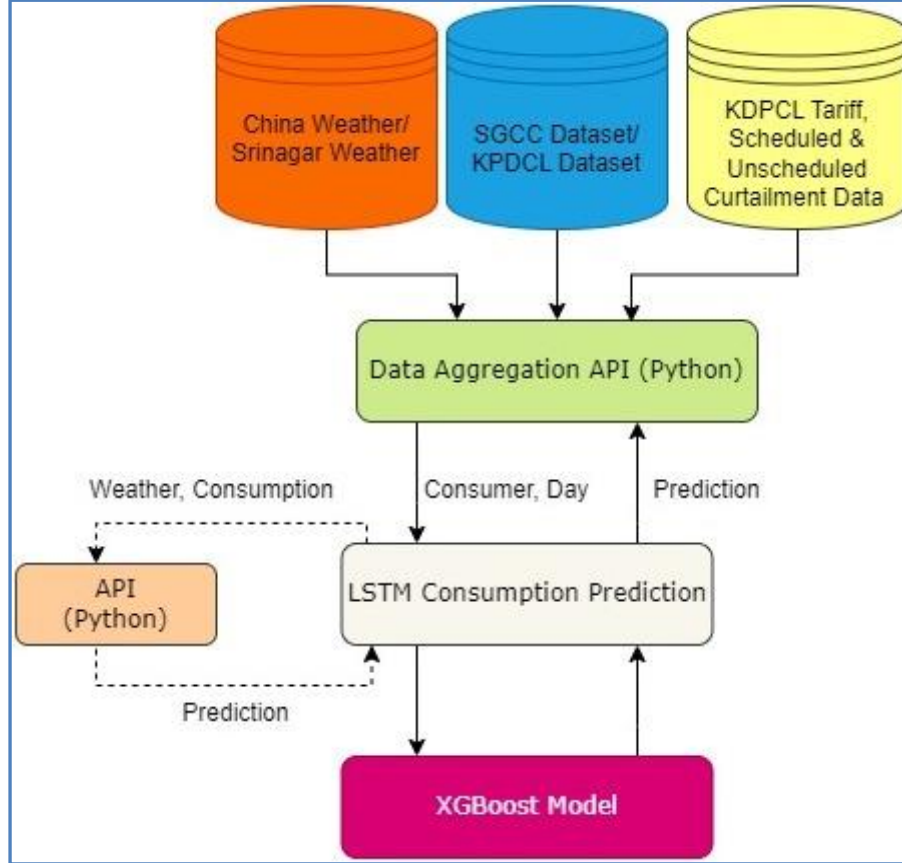 China Weather/
Srinagar Weather
SGCC Dataset/
KPDCL Dataset
KDPCL Tariff,
Scheduled &
Unscheduled
Curtailment Data
Data Aggregation API (Python)
Weather, Consumption
Consumer, Day
Prediction
API
(Python)
LSTM Consumption Prediction
Prediction
XGBoost Model